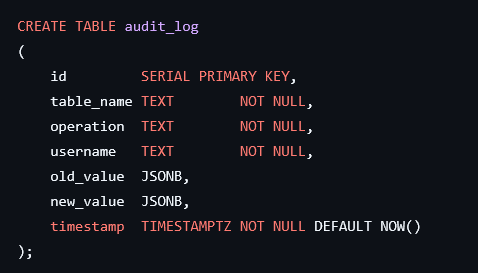 CREATE TABLE audit_log
(
    id         SERIAL PRIMARY KEY,
    table_name TEXT        NOT NULL,
    operation  TEXT        NOT NULL,
    username   TEXT        NOT NULL,
    old_value  JSONB,
    new_value  JSONB,
    timestamp  TIMESTAMPTZ NOT NULL DEFAULT NOW()
);